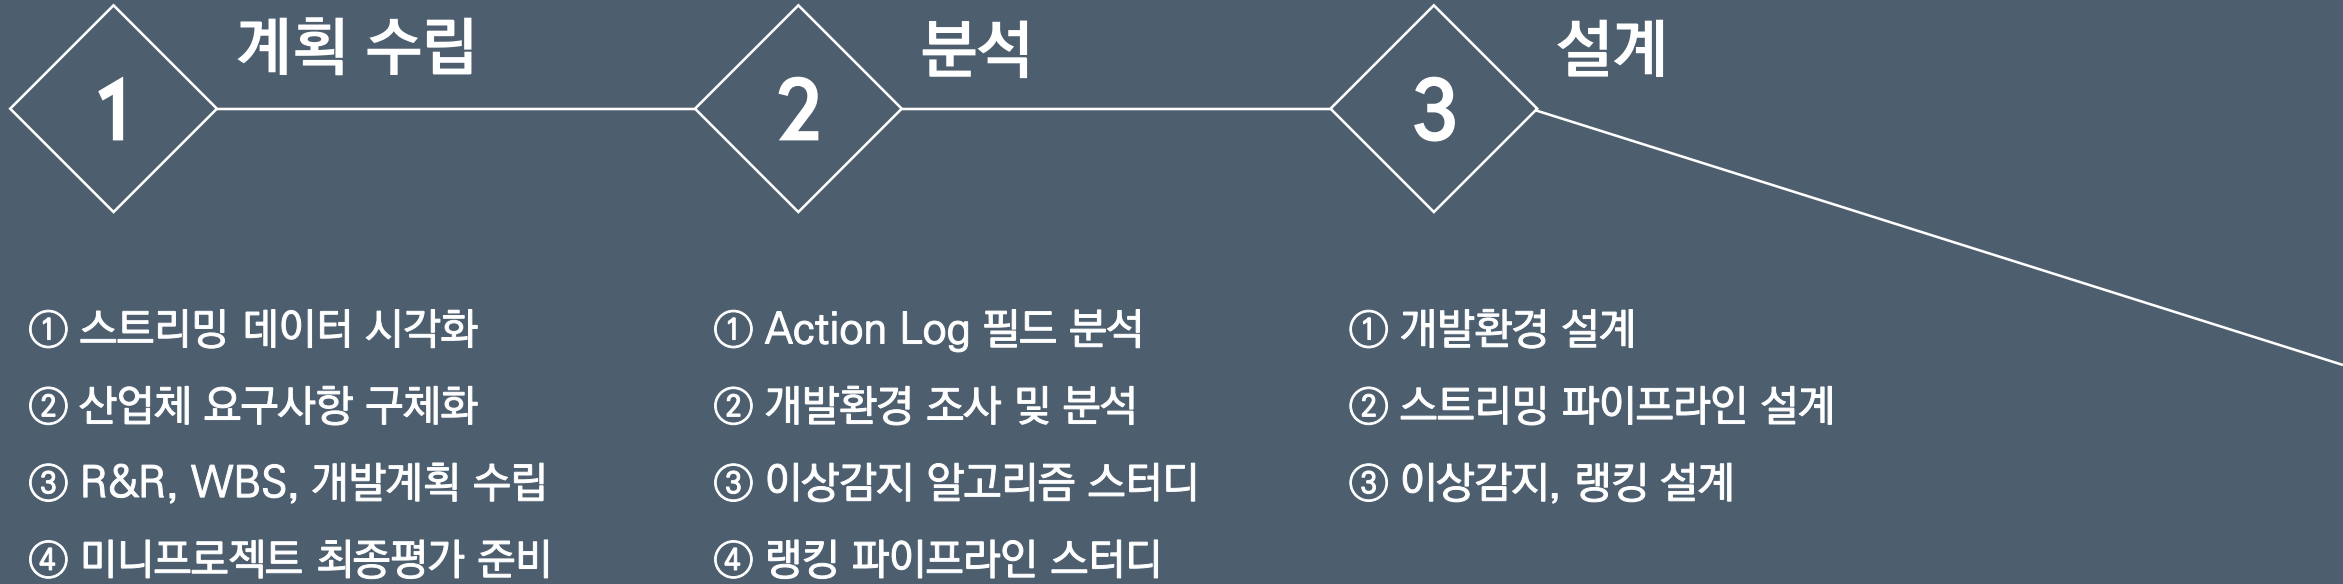 1
계획 수립
① 스트리밍 데이터 시각화
② 산업체 요구사항 구체화
③ R&R, WBS, 개발계획 수립
④ 미니프로젝트 최종평가 준비
2
분석
① Action Log 필드 분석
② 개발환경 조사 및 분석
③ 이상감지 알고리즘 스터디
④ 랭킹 파이프라인 스터디
3
설계
① 개발환경 설계
② 스트리밍 파이프라인 설계
③ 이상감지, 랭킹 설계